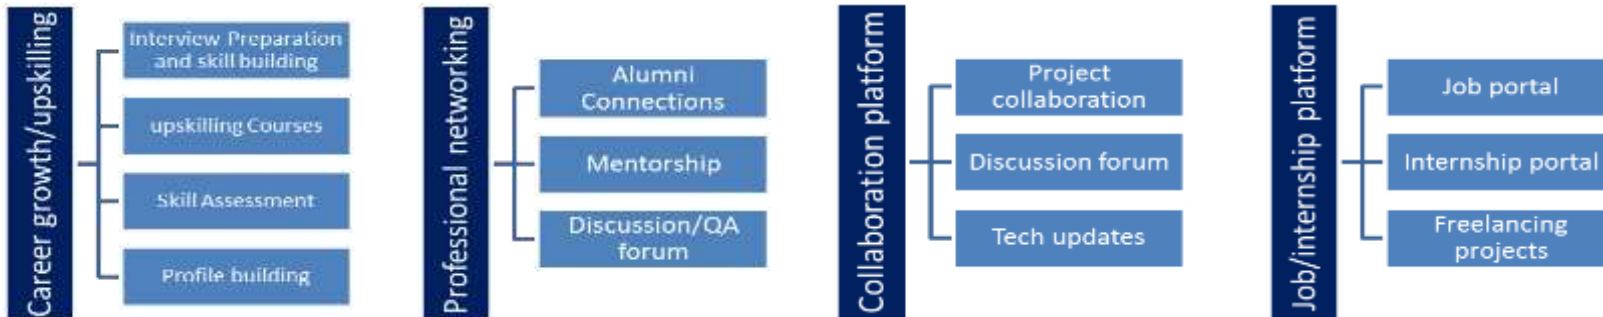 Career growth/upskilling
Interview Preparation
and skill building
upskilling Courses
Skill Assessment
Profile building
Professional networking
Alumni
Connections
Mentorship
Discussion/QA
forum
Collaboration platform
Project
collaboration
Discussion forum
Tech updates
Job/internship platform
Job portal
Internship portal
Freelancing
projects